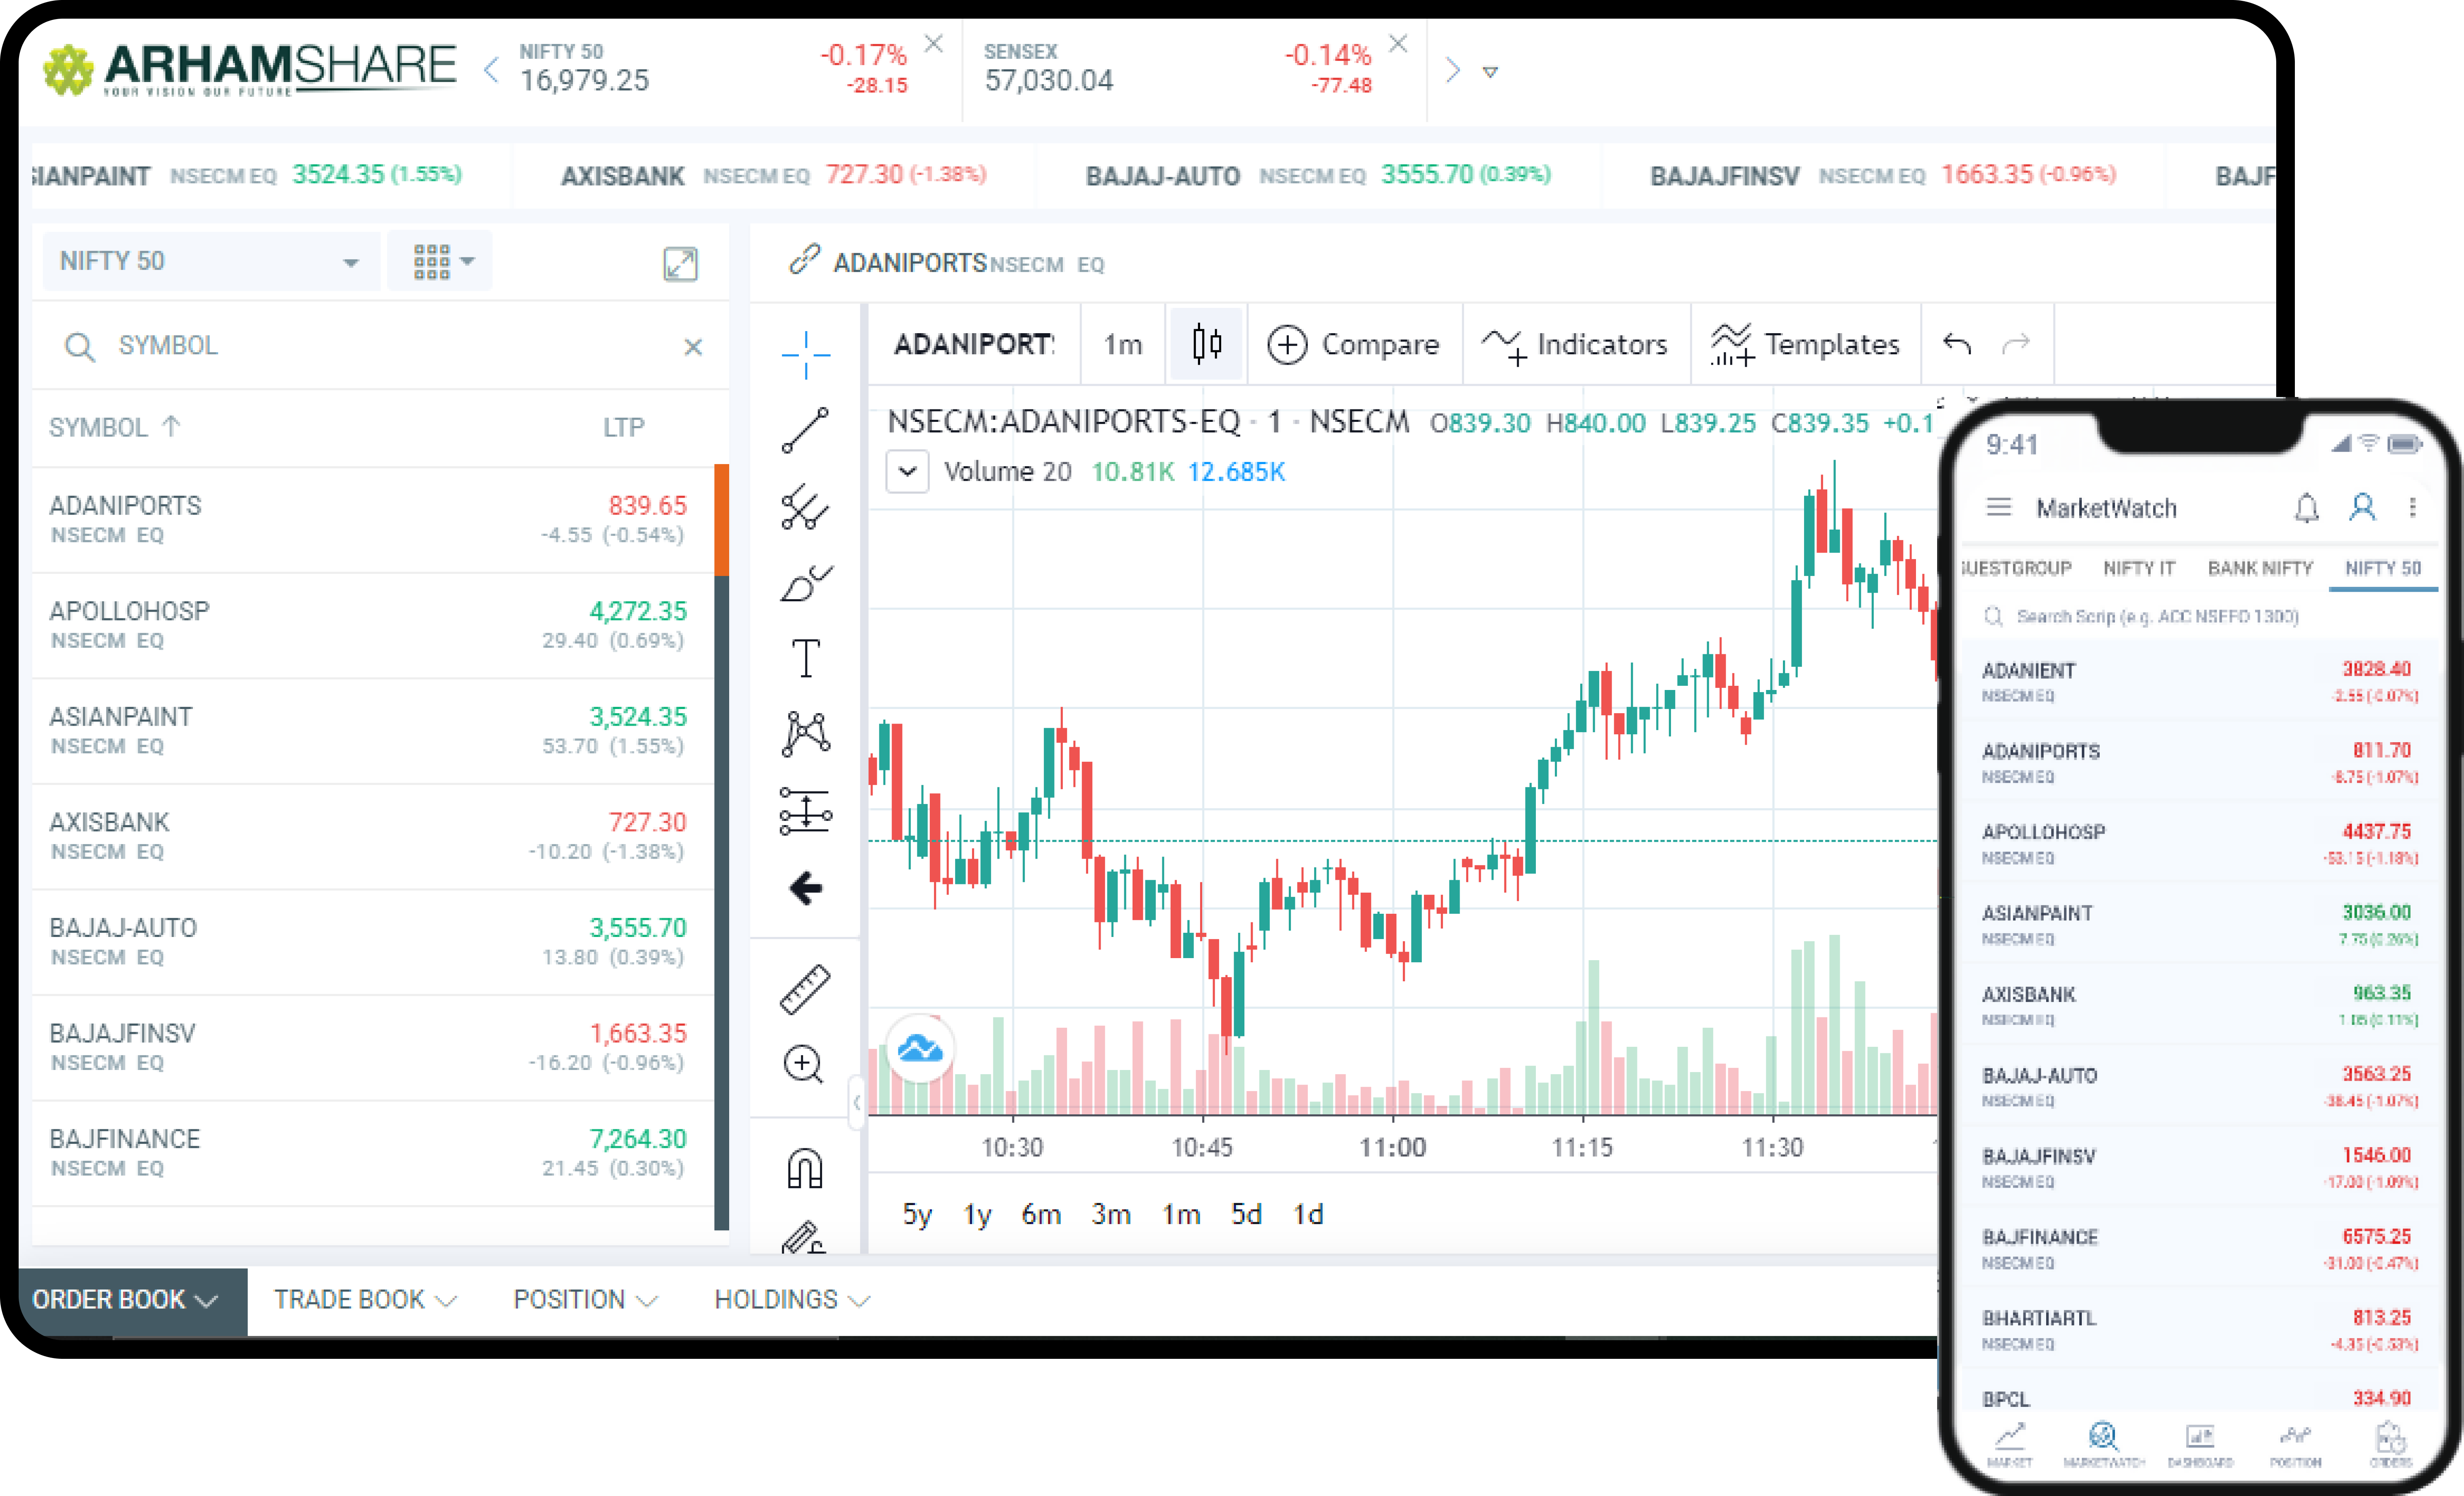 ARHAMSHARE
YOUR VISION OUR FUTURE
NIFTY 50
16,979.25
-0.17%
-28.15
SENSEX
57,030.04
-0.14%
-77.48
SIANPAINT NSECM EQ 3524.35 (1.55%) AXISBANK NSECM EQ 727.30 (-1.38%) BAJAJ-AUTO NSECM EQ 3555.70 (0.39%) BAJAJFINSV NSECM EQ 1663.35 (-0.96%) BAJF
NIFTY 50
SYMBOL
SYMBOL ↑ LTP
ADANIPORTS 839.65
NSECM EQ -4.55 (-0.54%)
APOLLOHOSP 4,272.35
NSECM EQ 29.40 (0.69%)
ASIANPAINT 3,524.35
NSECM EQ 53.70 (1.55%)
AXISBANK 727.30
NSECM EQ -10.20 (-1.38%)
BAJAJ-AUTO 3,555.70
NSECM EQ 13.80 (0.39%)
BAJAJFINSV 1,663.35
NSECM EQ -16.20 (-0.96%)
BAJFINANCE 7,264.30
NSECM EQ 21.45 (0.30%)
ADANIPORTS NSECM EQ
ADANIPORT 1m Compare Indicators Templates
NSECM:ADANIPORTS-EQ · 1 · NSECM O839.30 H840.00 L839.25 C839.35 +0.1
Volume 20 10.81K 12.685K
10:30 10:45 11:00 11:15 11:30
5y 1y 6m 3m 1m 5d 1d
ORDER BOOK TRADE BOOK POSITION HOLDINGS
9:41
MarketWatch
UESTGROUP NIFTY IT BANK NIFTY NIFTY 50
Search Scrip (e.g. ACC NSEFO 1300)
ADANIENT 3828.40
NSECM EQ -2.55 (-0.07%)
ADANIPORTS 811.70
NSECM EQ -8.75 (-1.07%)
APOLLOHOSP 4437.75
NSECM EQ -53.15 (-1.18%)
ASIANPAINT 3036.00
NSECM EQ 7.75 (0.26%)
AXISBANK 963.35
NSECM EQ 1.05 (0.11%)
BAJAJ-AUTO 3563.25
NSECM EQ -38.45 (-1.07%)
BAJAJFINSV 1546.00
NSECM EQ -17.00 (-1.09%)
BAJFINANCE 6575.25
NSECM EQ -31.00 (-0.47%)
BHARTIARTL 813.25
NSECM EQ -4.35 (-0.53%)
BPCL 334.90
MARKET MARKETWATCH DASHBOARD POSITION ORDERS